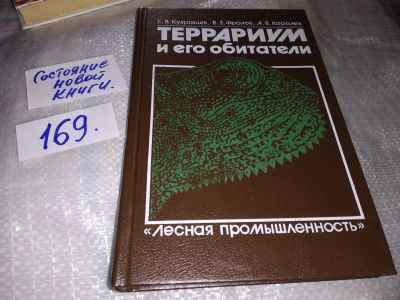 С. В. Кудрявцев, В. Е. Фролов, А. В. Королев
ТЕРРАРИУМ
и его обитатели
Состояние
новой
книги.
169.
«Лесная промышленность»